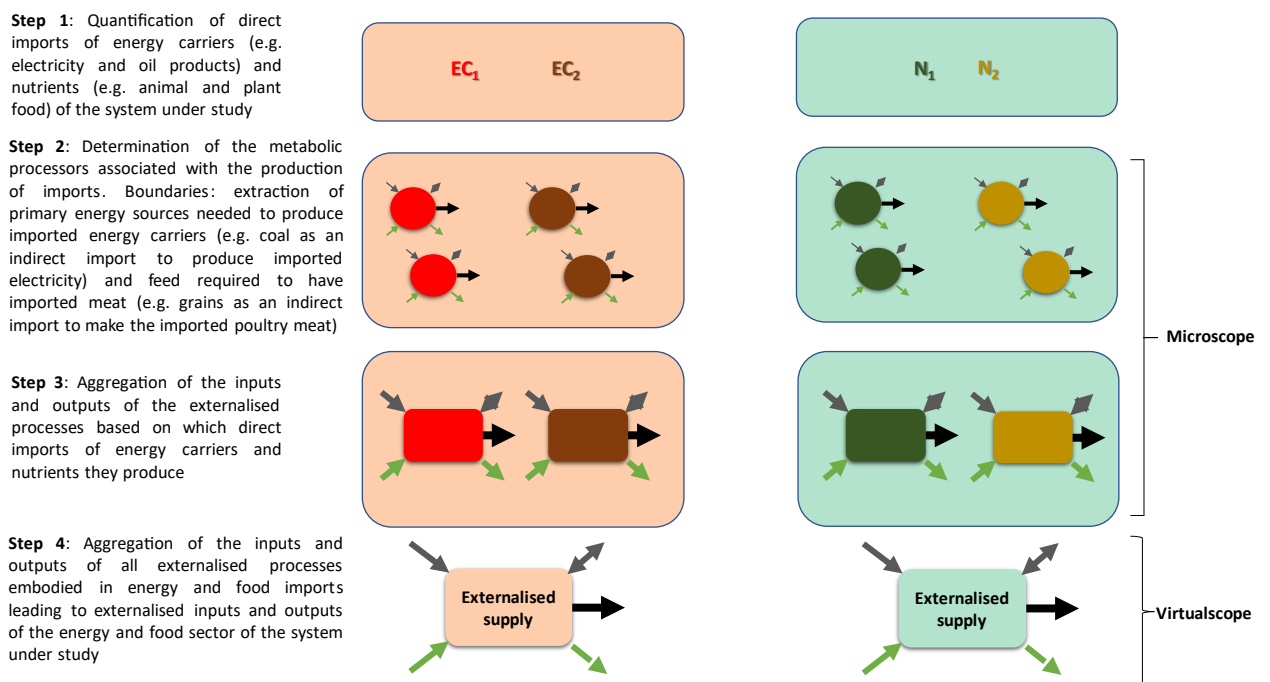 Step 1: Quantification of direct
imports of energy carriers (e.g.
electricity and oil products) and
nutrients (e.g. animal and plant
food) of the system under study
EC1 EC2
N1 N2
Step 2: Determination of the metabolic
processors associated with the production
of imports. Boundaries: extraction of
primary energy sources needed to produce
imported energy carriers (e.g. coal as an
indirect import to produce imported
electricity) and feed required to have
imported meat (e.g. grains as an indirect
import to make the imported poultry meat)
Microscope
Step 3: Aggregation of the inputs
and outputs of the externalised
processes based on which direct
imports of energy carriers and
nutrients they produce
Step 4: Aggregation of the inputs and
outputs of all externalised processes
embodied in energy and food imports
leading to externalised inputs and outputs
of the energy and food sector of the system
under study
Externalised
supply
Externalised
supply
Virtualscope